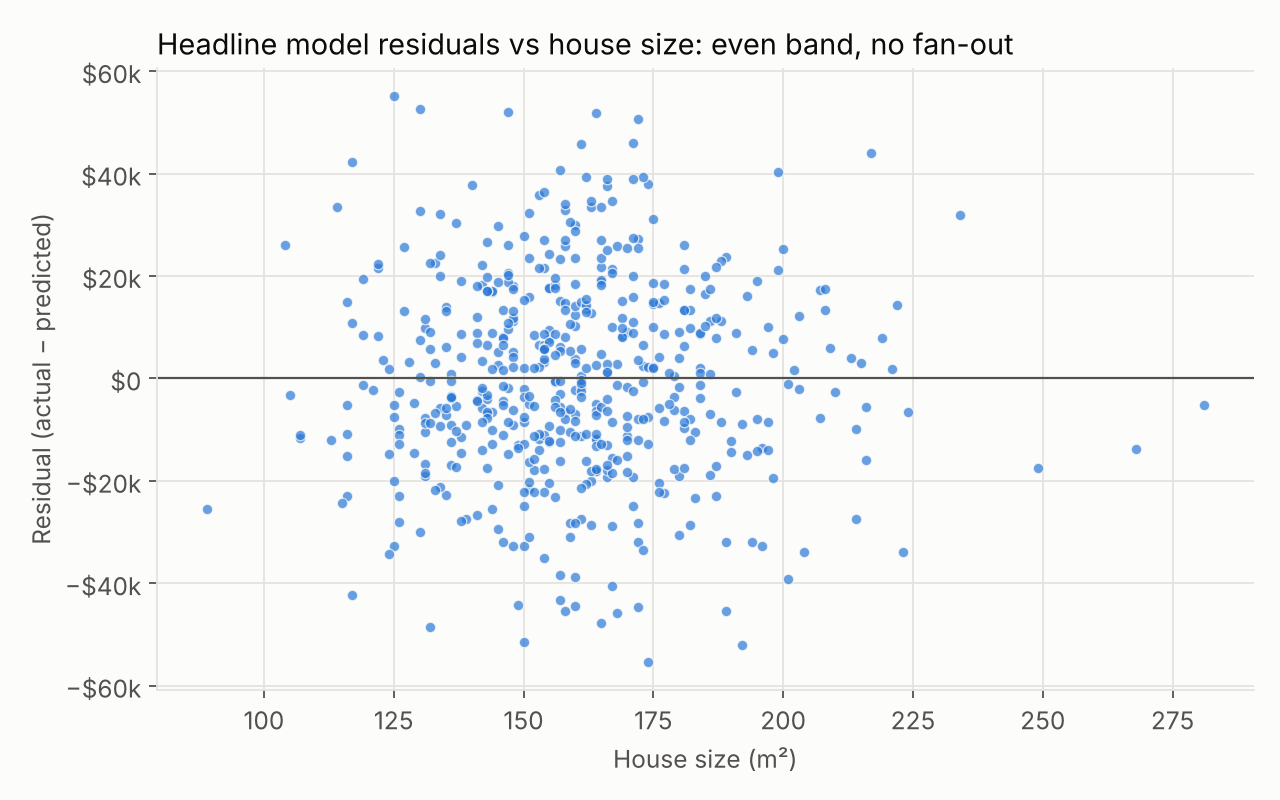 Headline model residuals vs house size: even band, no fan-out
$60k
$40k
$20k
$0
−$20k
−$40k
−$60k
Residual (actual − predicted)
100 125 150 175 200 225 250 275
House size (m²)